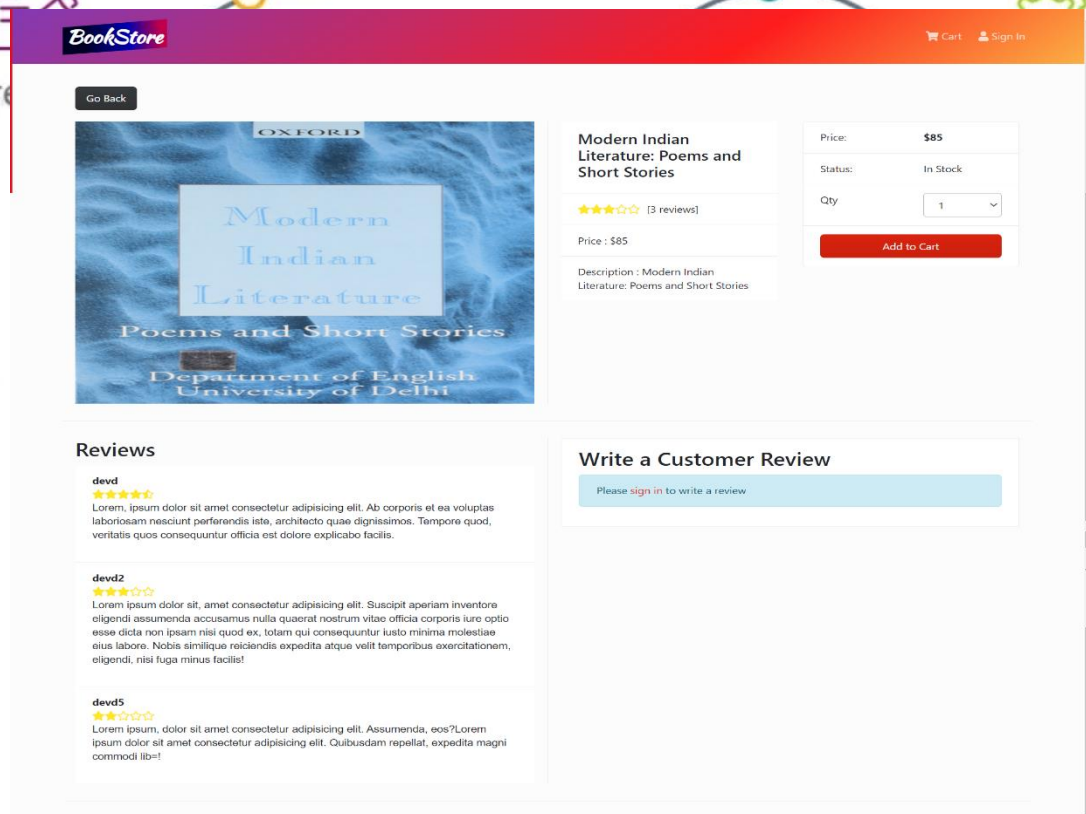 BookStore
Cart
Sign In
Go Back
OXFORD
Modern
Indian
Literature
Poems and Short Stories
Department of English
University of Delhi
Modern Indian
Literature: Poems and
Short Stories
[3 reviews]
Price : $85
Description : Modern Indian
Literature: Poems and Short Stories
Price: $85
Status: In Stock
Qty 1
Add to Cart
Reviews
devd
Lorem, ipsum dolor sit amet consectetur adipisicing elit. Ab corporis et ea voluptas
laboriosam nesciunt perferendis iste, architecto quae dignissimos. Tempore quod,
veritatis quos consequuntur officia est dolore explicabo facilis.
devd2
Lorem ipsum dolor sit, amet consectetur adipisicing elit. Suscipit aperiam inventore
eligendi assumenda accusamus nulla quaerat nostrum vitae officia corporis iure optio
esse dicta non ipsam nisi quod ex, totam qui consequuntur iusto minima molestiae
eius labore. Nobis similique reiciendis expedita atque velit temporibus exercitationem,
eligendi, nisi fuga minus facilis!
devd5
Lorem ipsum, dolor sit amet consectetur adipisicing elit. Assumenda, eos?Lorem
ipsum dolor sit amet consectetur adipisicing elit. Quibusdam repellat, expedita magni
commodi lib=!
Write a Customer Review
Please sign in to write a review